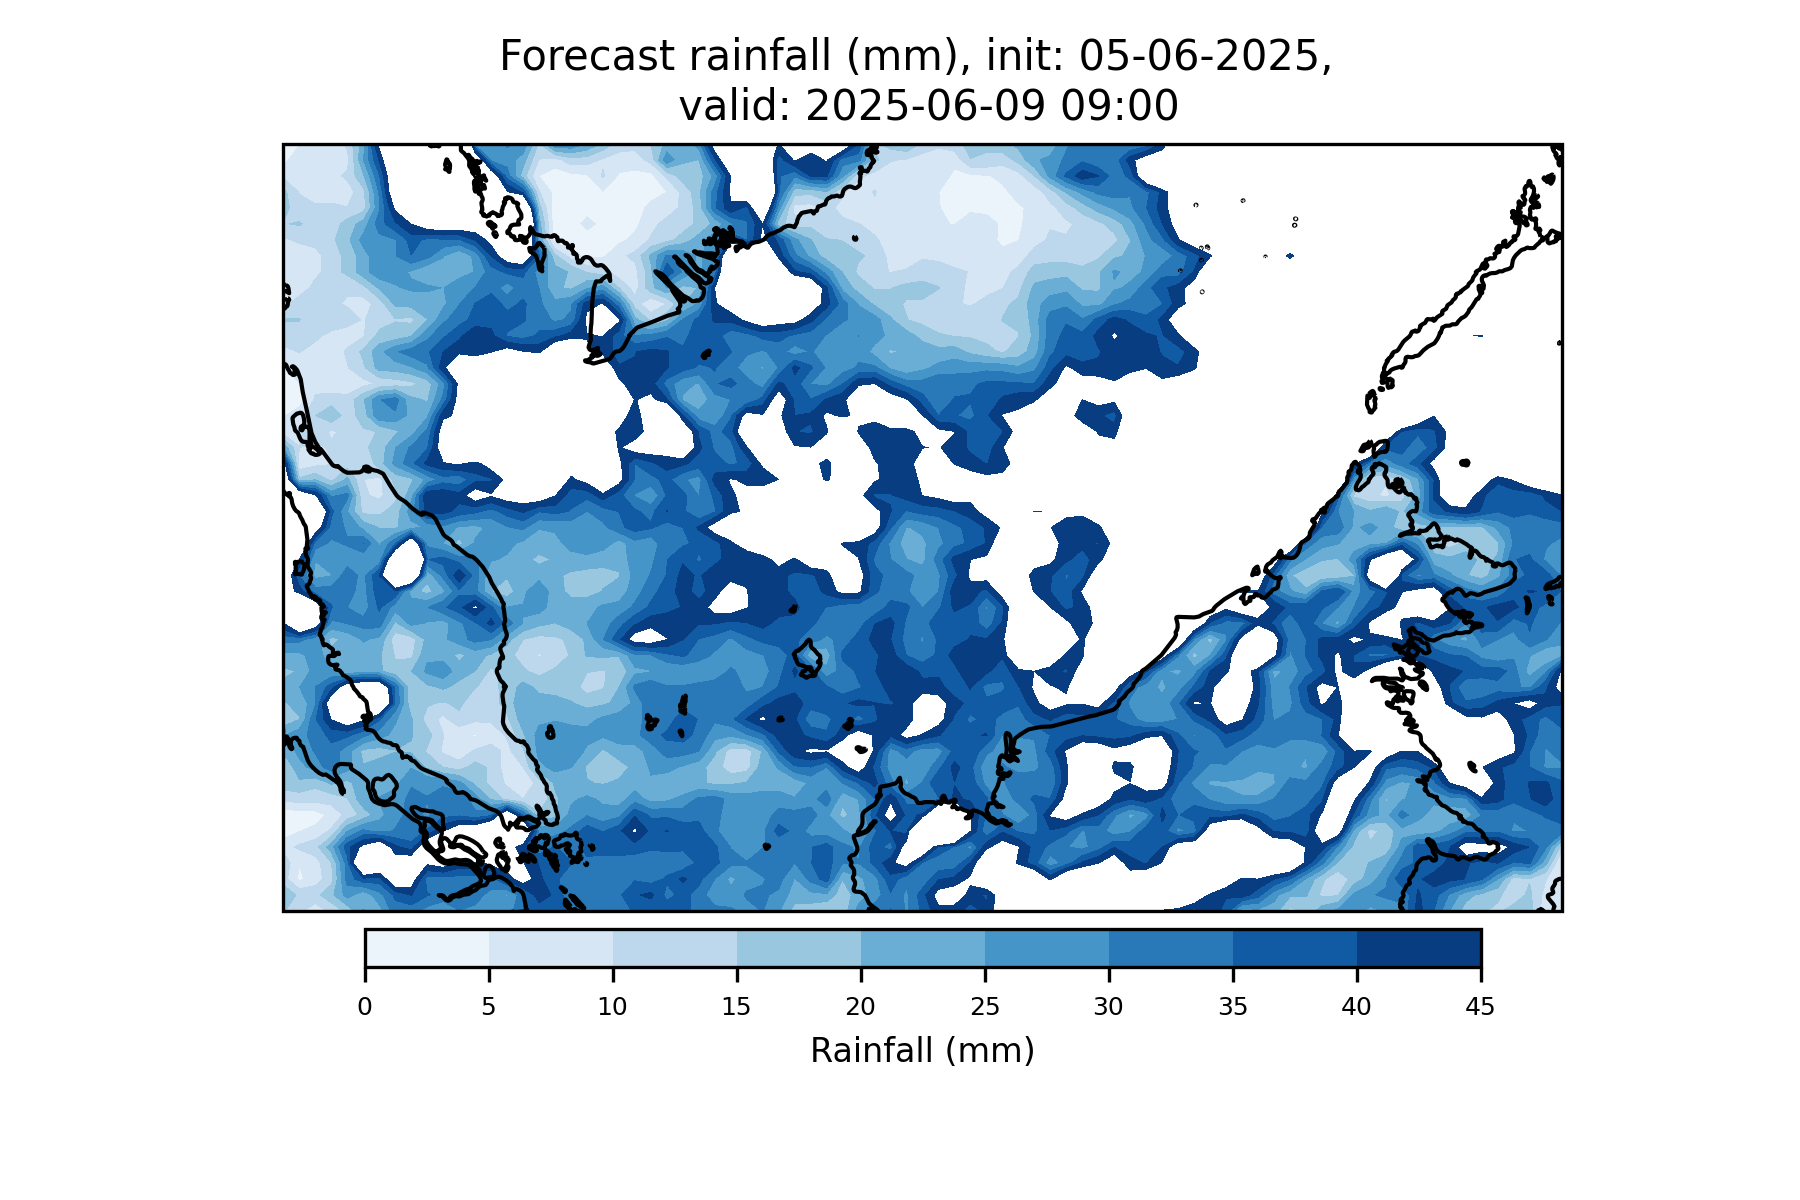 Forecast rainfall (mm), init: 05-06-2025,
valid: 2025-06-09 09:00
0 5 10 15 20 25 30 35 40 45
Rainfall (mm)